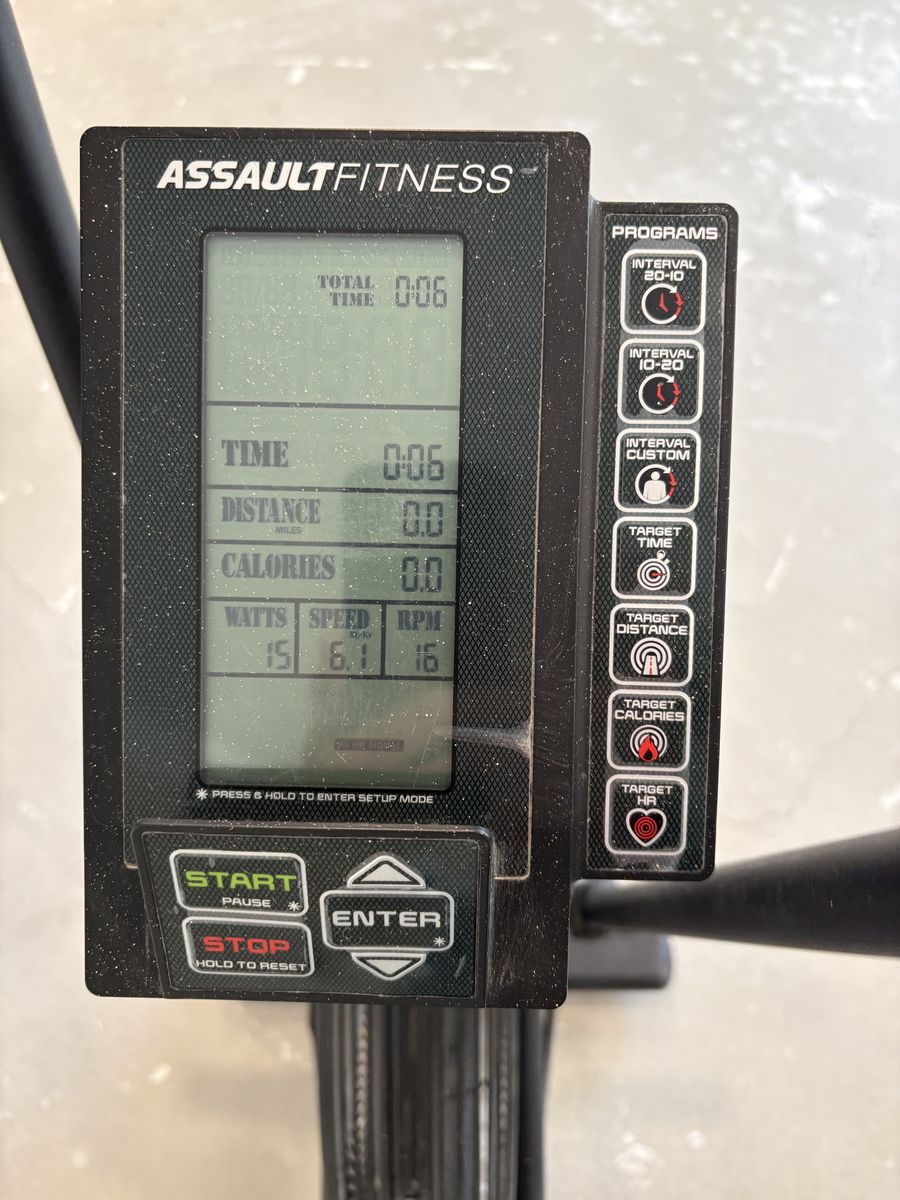 ASSAULTFITNESS
TOTAL TIME 0:06
TIME 0:06
DISTANCE 0.0
MILES
CALORIES 0.0
WATTS SPEED RPM
15 6.1 16
* PRESS & HOLD TO ENTER SETUP MODE
START
PAUSE *
STOP
HOLD TO RESET
ENTER *
PROGRAMS
INTERVAL
20-10
INTERVAL
10-20
INTERVAL
CUSTOM
TARGET
TIME
TARGET
DISTANCE
TARGET
CALORIES
TARGET
HR